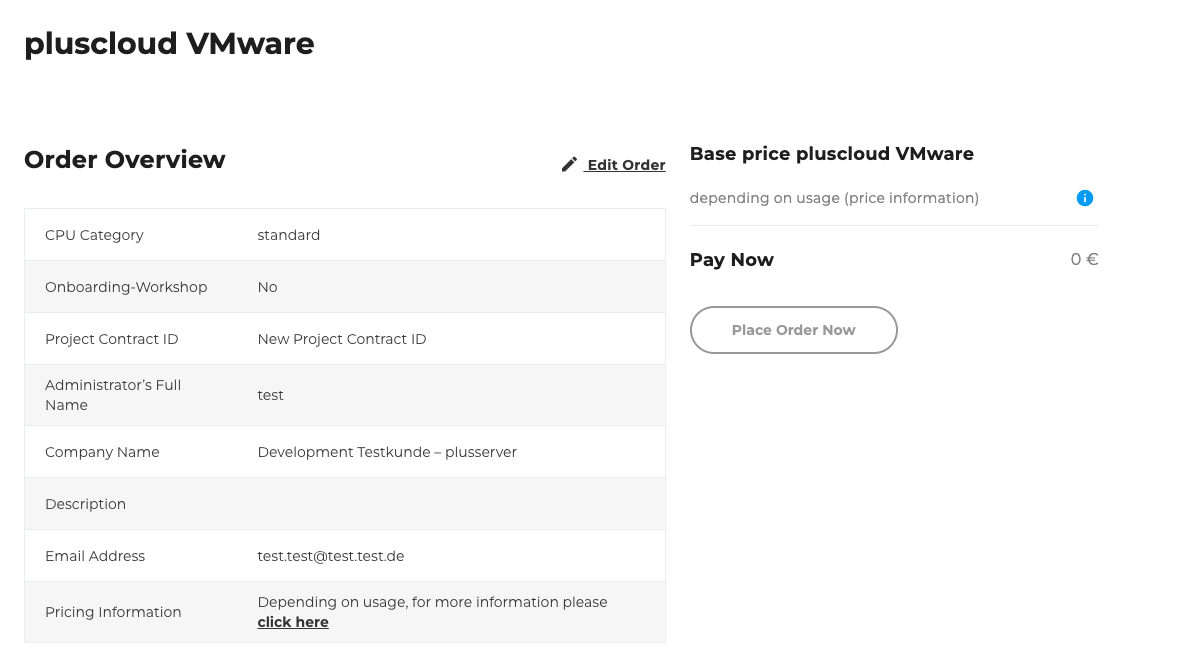 pluscloud VMware
Order Overview
Edit Order
CPU Category standard
Onboarding-Workshop No
Project Contract ID New Project Contract ID
Administrator’s Full
Name
test
Company Name Development Testkunde – plusserver
Description
Email Address test.test@test.test.de
Pricing Information
Depending on usage, for more information please
click here
Base price pluscloud VMware
depending on usage (price information)
Pay Now 0 €
Place Order Now